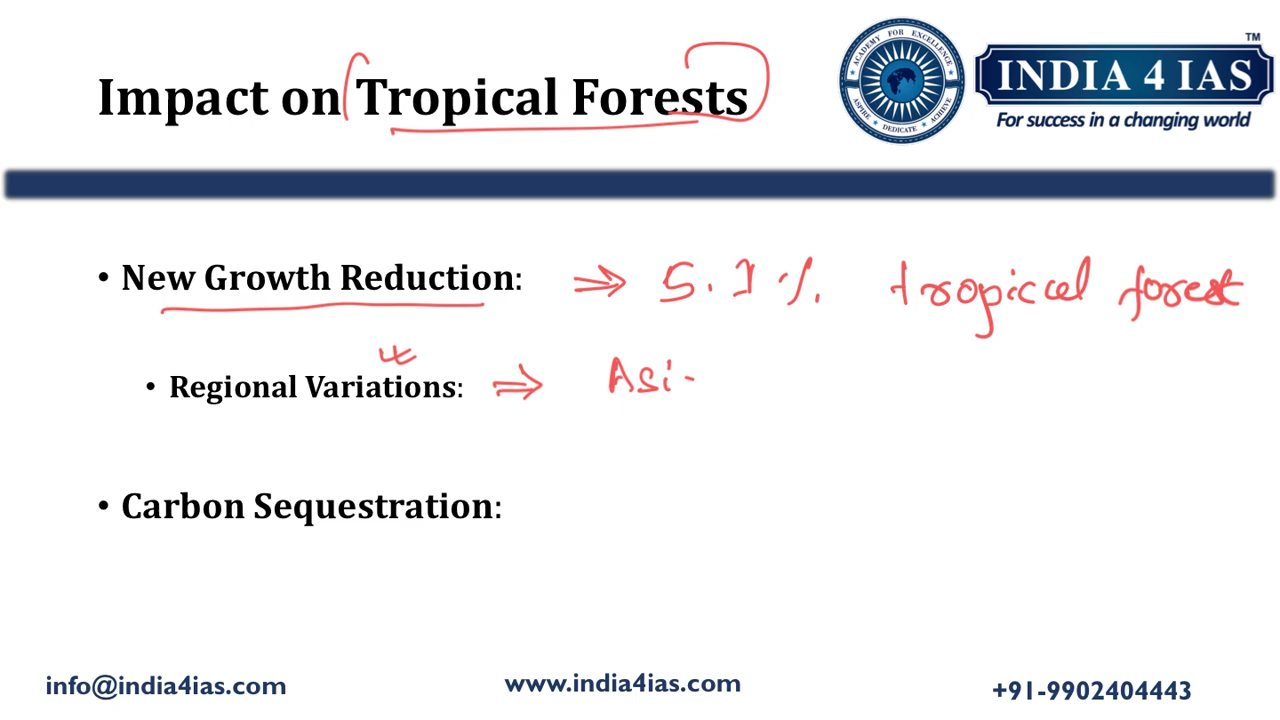 Impact on Tropical Forests
ACADEMY FOR EXCELLENCE
ASPIRE DEDICATE ACHIEVE
INDIA 4 IAS
TM
For success in a changing world
• New Growth Reduction: ⇒ 5.1 % tropical forest
• Regional Variations: ⇒ Asi
• Carbon Sequestration:
info@india4ias.com
www.india4ias.com
+91-9902404443